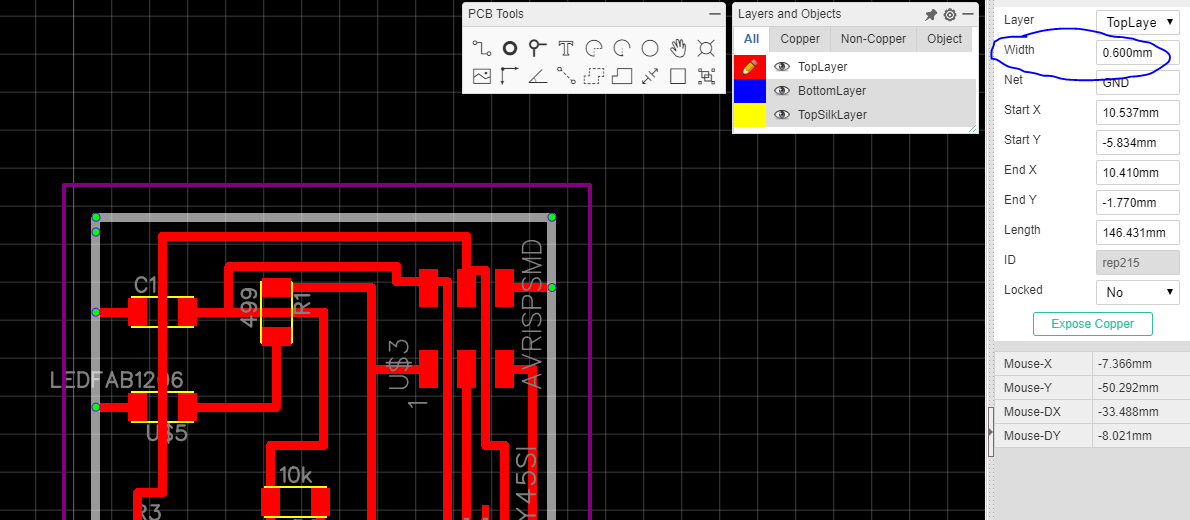 PCB Tools
Layers and Objects
All Copper Non-Copper Object
TopLayer
BottomLayer
TopSilkLayer
Layer TopLaye
Width 0.600mm
Net GND
Start X 10.537mm
Start Y -5.834mm
End X 10.410mm
End Y -1.770mm
Length 146.431mm
ID rep215
Locked No
Expose Copper
Mouse-X -7.366mm
Mouse-Y -50.292mm
Mouse-DX -33.488mm
Mouse-DY -8.021mm
C1
499
R1
AVRISPSMD
U$3
1
LEDFAB1206
U$5
10k
R3
Y45SI